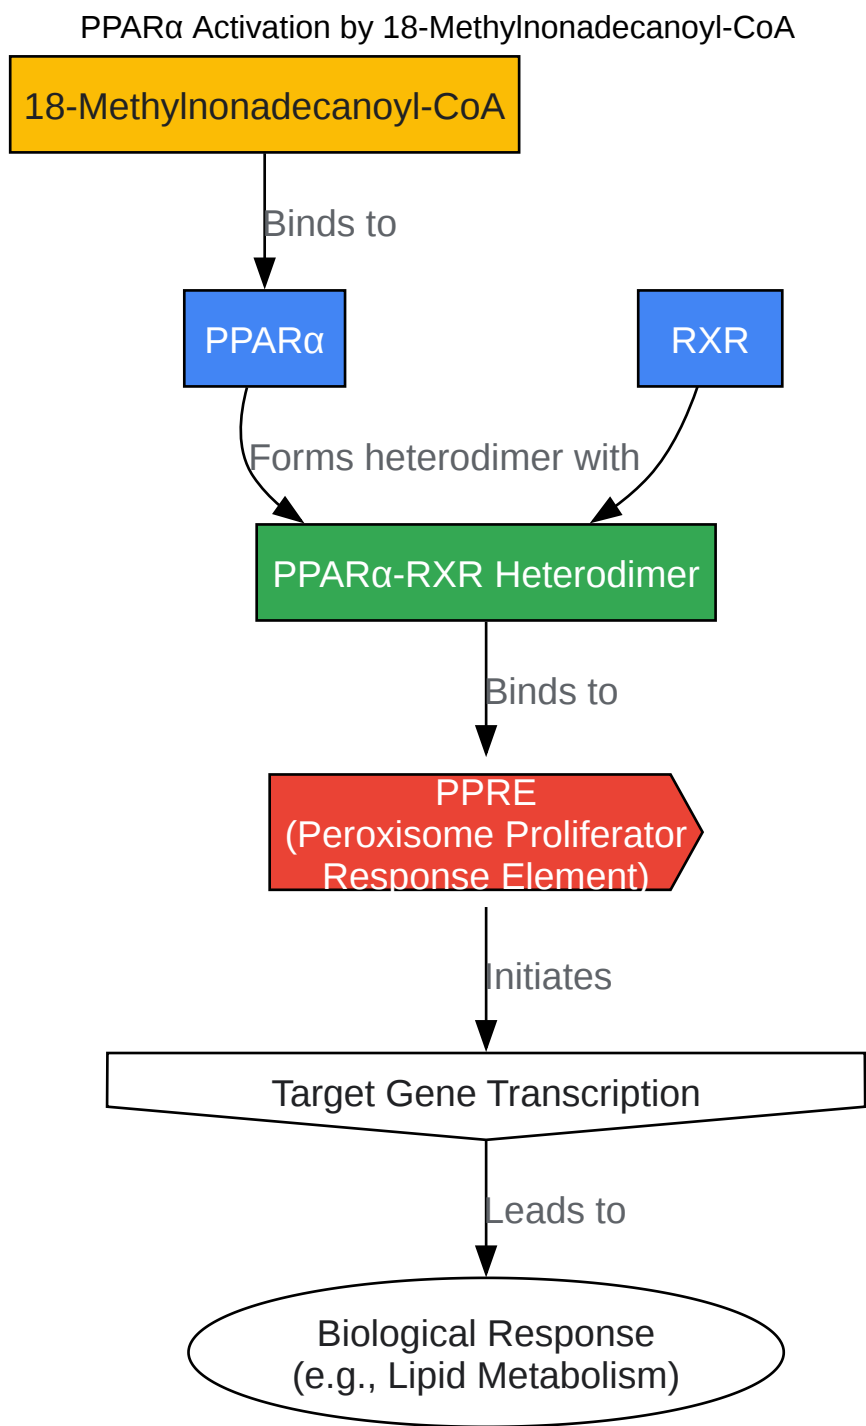 PPARα Activation by 18-Methylnonadecanoyl-CoA
18-Methylnonadecanoyl-CoA
Binds to
PPARα
RXR
Forms heterodimer with
PPARα-RXR Heterodimer
Binds to
PPRE
(Peroxisome Proliferator
Response Element)
Initiates
Target Gene Transcription
Leads to
Biological Response
(e.g., Lipid Metabolism)